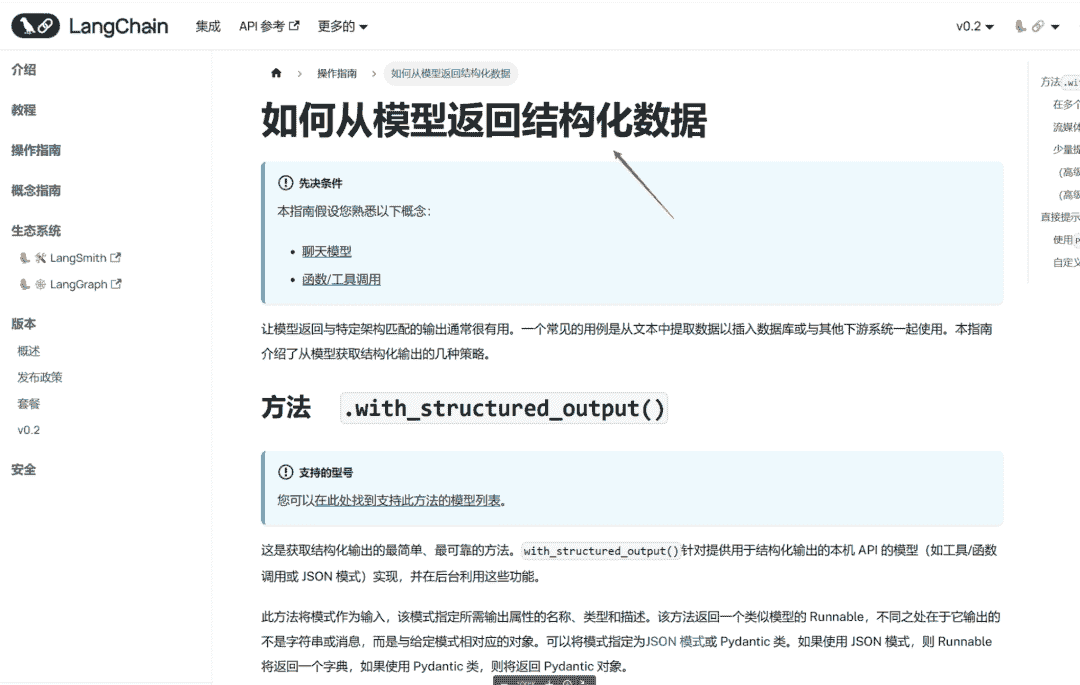 LangChain 集成 API 参考 更多的 v0.2
介绍
教程
操作指南
概念指南
生态系统
LangSmith
LangGraph
版本
概述
发布政策
套餐
v0.2
安全
操作指南 如何从模型返回结构化数据
如何从模型返回结构化数据
先决条件
本指南假设您熟悉以下概念：
聊天模型
函数/工具调用
让模型返回与特定架构匹配的输出通常很有用。一个常见的用例是从文本中提取数据以插入数据库或与其他下游系统一起使用。本指南
介绍了从模型获取结构化输出的几种策略。
方法 .with_structured_output()
支持的型号
您可以在此处找到支持此方法的模型列表。
这是获取结构化输出的最简单、最可靠的方法。with_structured_output()针对提供用于结构化输出的本机 API 的模型（如工具/函数
调用或 JSON 模式）实现，并在后台利用这些功能。
此方法将模式作为输入，该模式指定所需输出属性的名称、类型和描述。该方法返回一个类似模型的 Runnable，不同之处在于它输出的
不是字符串或消息，而是与给定模式相对应的对象。可以将模式指定为JSON 模式或 Pydantic 类。如果使用 JSON 模式，则 Runnable
将返回一个字典，如果使用 Pydantic 类，则将返回 Pydantic 对象。
方法.wi
在多个
流媒体
少量提
(高级
(高级
直接提示
使用P
自定义